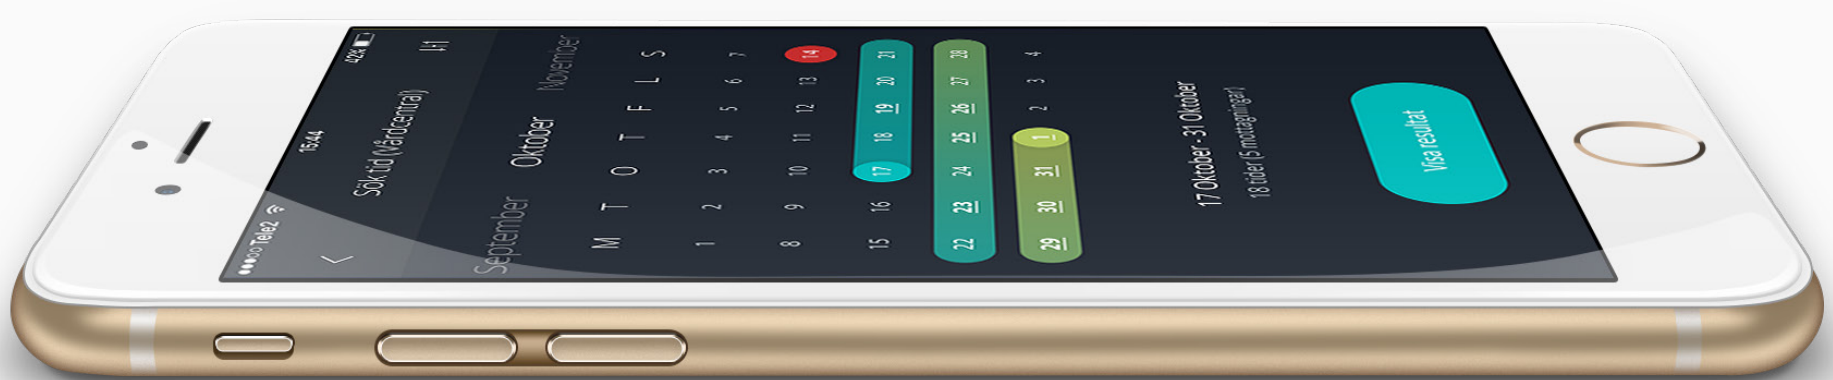 Tele2 15:44 42%
Sök tid (Vårdcentral)
September Oktober November
M T O T F L S
1 2 3 4 5 6 7
8 9 10 11 12 13 14
15 16 17 18 19 20 21
22 23 24 25 26 27 28
29 30 31 1 2 3 4
17 Oktober - 31 Oktober
18 tider (5 mottagningar)
Visa resultat